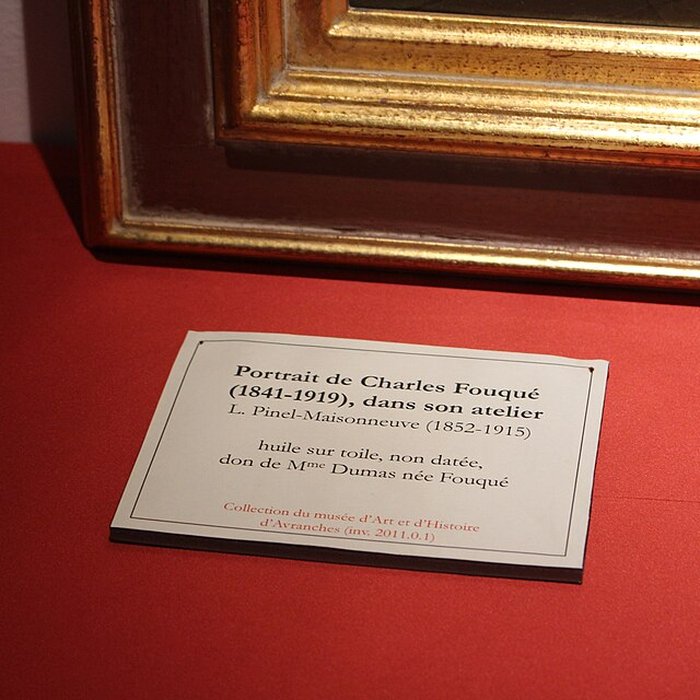 Portrait de Charles Fouqué
(1841-1919), dans son atelier
L. Pinel-Maisonneuve (1852-1915)
huile sur toile, non datée,
don de Mme Dumas née Fouqué
Collection du musée d'Art et d'Histoire
d'Avranches (inv. 2011.0.1)